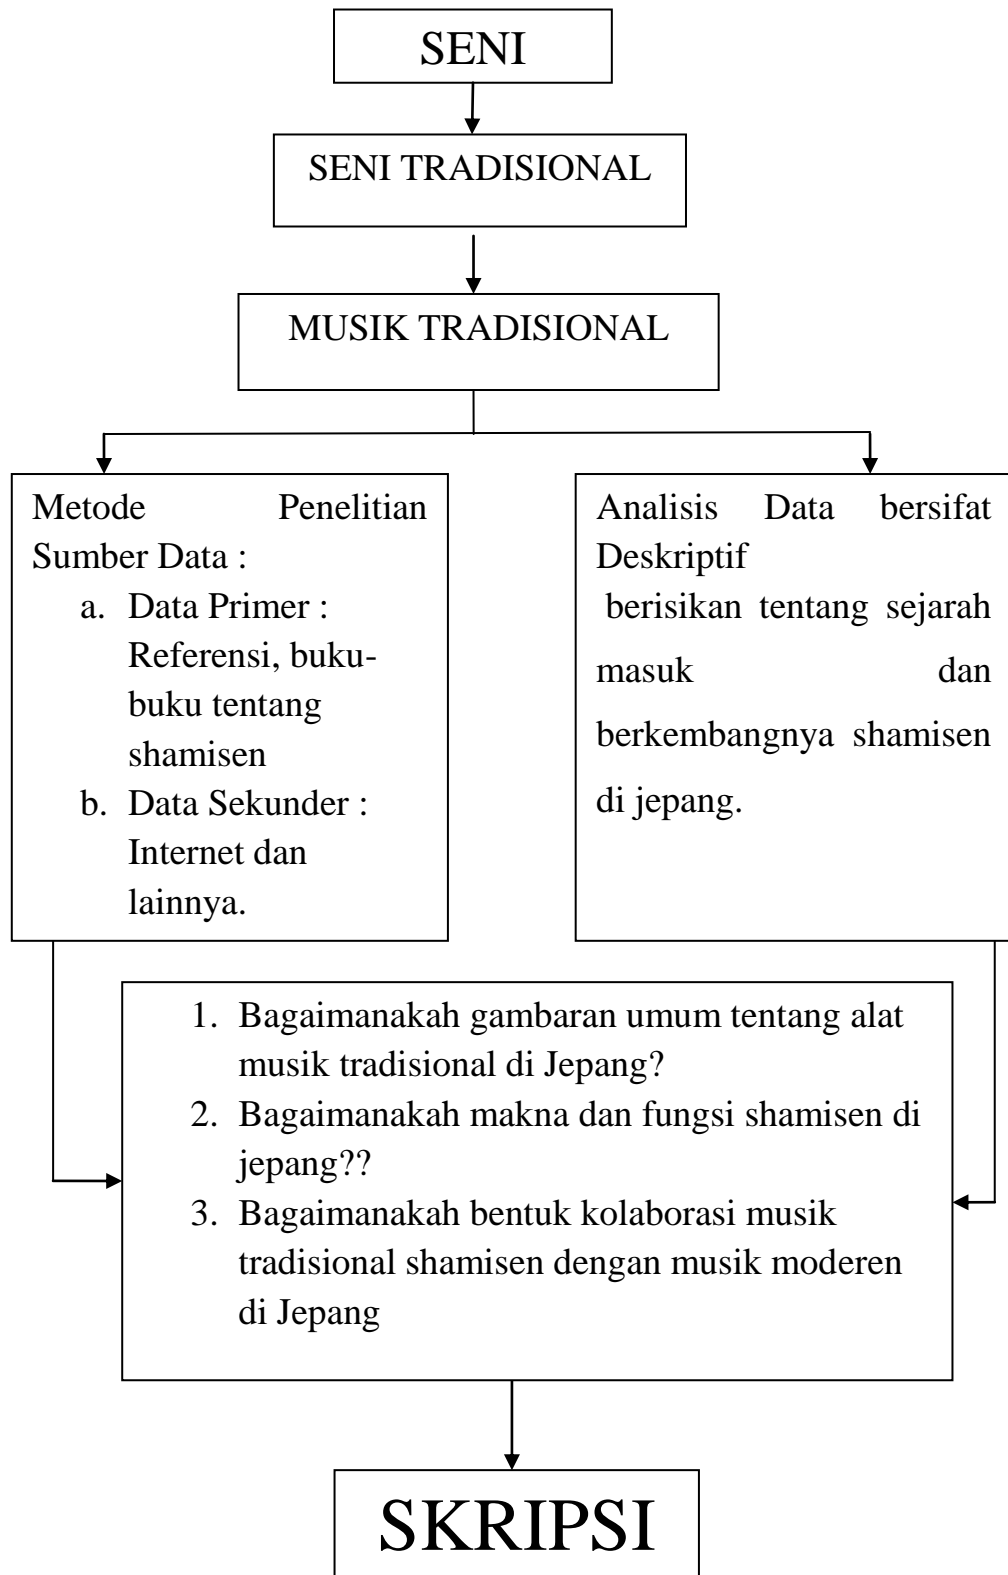 SENI
SENI TRADISIONAL
MUSIK TRADISIONAL
Metode Penelitian
Sumber Data :
a. Data Primer :
Referensi, buku-
buku tentang
shamisen
b. Data Sekunder :
Internet dan
lainnya.
Analisis Data bersifat
Deskriptif
berisikan tentang sejarah
masuk dan
berkembangnya shamisen
di jepang.
1. Bagaimanakah gambaran umum tentang alat
musik tradisional di Jepang?
2. Bagaimanakah makna dan fungsi shamisen di
jepang??
3. Bagaimanakah bentuk kolaborasi musik
tradisional shamisen dengan musik moderen
di Jepang
SKRIPSI